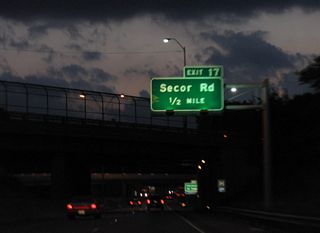 EXIT 17
Secor Rd
1/2 MILE